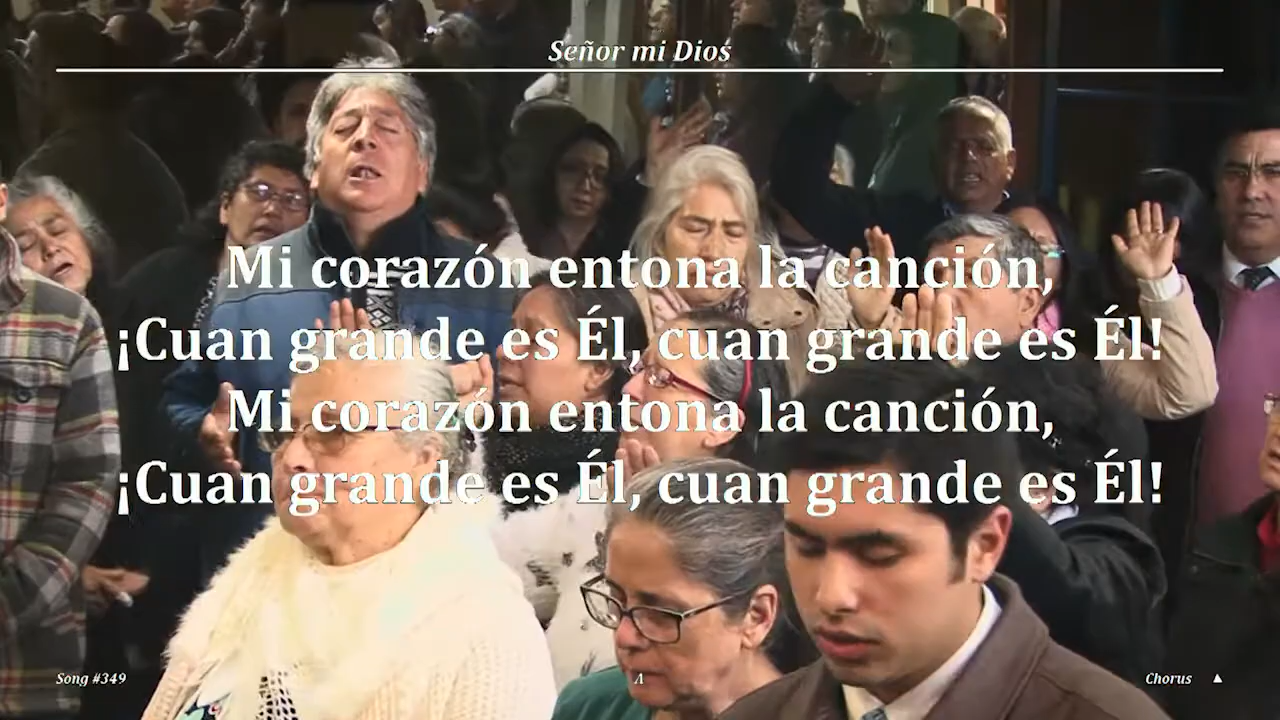 Señor mi Dios
Mi corazón entona la canción,
¡Cuan grande es Él, cuan grande es Él!
Mi corazón entona la canción,
¡Cuan grande es Él, cuan grande es Él!
Song #349
Λ
Chorus ▲